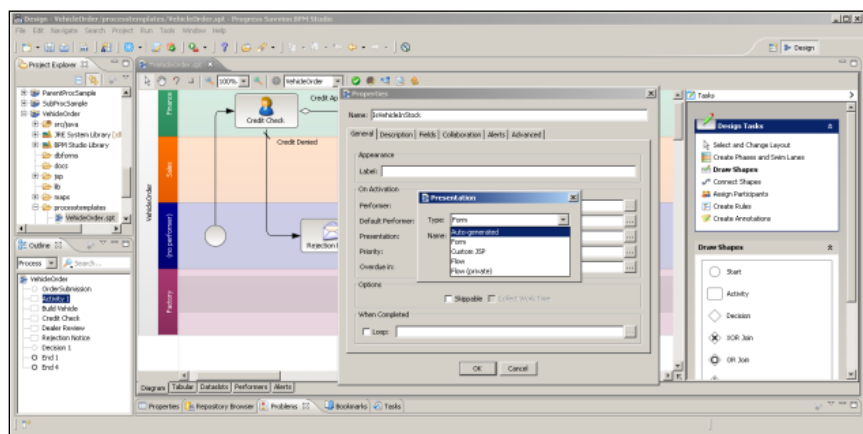 Design - VehicleOrder/processtemplates/VehicleOrder.spt - Progress Savvion BPM Studio
File Edit Navigate Search Project Run Tools Window Help
Design
Project Explorer
ParentProcSample
SubProcSample
VehicleOrder
src/java
JRE System Library
BPM Studio Library
dbforms
docs
jsp
lib
maps
processtemplates
VehicleOrder.spt
Outline
Process
Search...
VehicleOrder
OrderSubmission
Activity 1
Build Vehicle
Credit Check
Dealer Review
Rejection Notice
Decision 1
End 1
End 4
100%
VehicleOrder
VehicleOrder
Finance
Sales
(no performer)
Factory
Credit Check
Credit Ap
Credit Denied
Rejection
Diagram Tabular Dataslots Performers Alerts
Properties
Name: IsVehicleInStock
General Description Fields Collaboration Alerts Advanced
Appearance
Label:
On Activation
Performer:
Default Performer:
Presentation:
Priority:
Overdue in:
Options
Skippable Collect Work Time
When Completed
Loop:
OK Cancel
Presentation
Type: Form
Name:
Auto-generated
Form
Custom JSP
Flow
Flow (private)
Tasks
Design Tasks
Select and Change Layout
Create Phases and Swim Lanes
Draw Shapes
Connect Shapes
Assign Participants
Create Rules
Create Annotations
Draw Shapes
Start
Activity
Decision
XOR Join
OR Join
Properties Repository Browser Problems Bookmarks Tasks